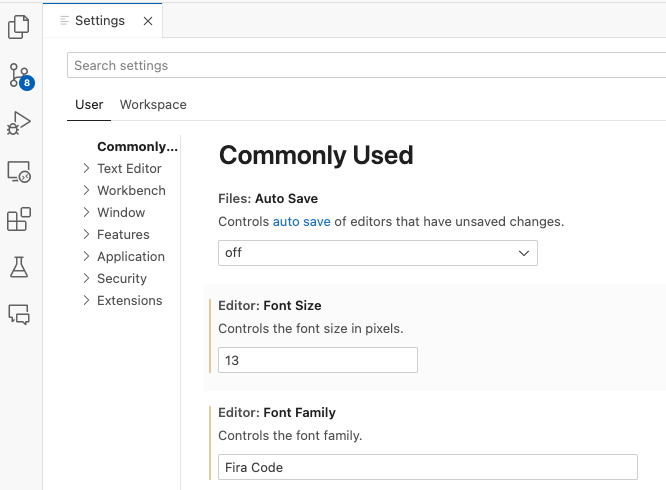 Settings
8
Search settings
User Workspace
Commonly...
Text Editor
Workbench
Window
Features
Application
Security
Extensions
Commonly Used
Files: Auto Save
Controls auto save of editors that have unsaved changes.
off
Editor: Font Size
Controls the font size in pixels.
13
Editor: Font Family
Controls the font family.
Fira Code